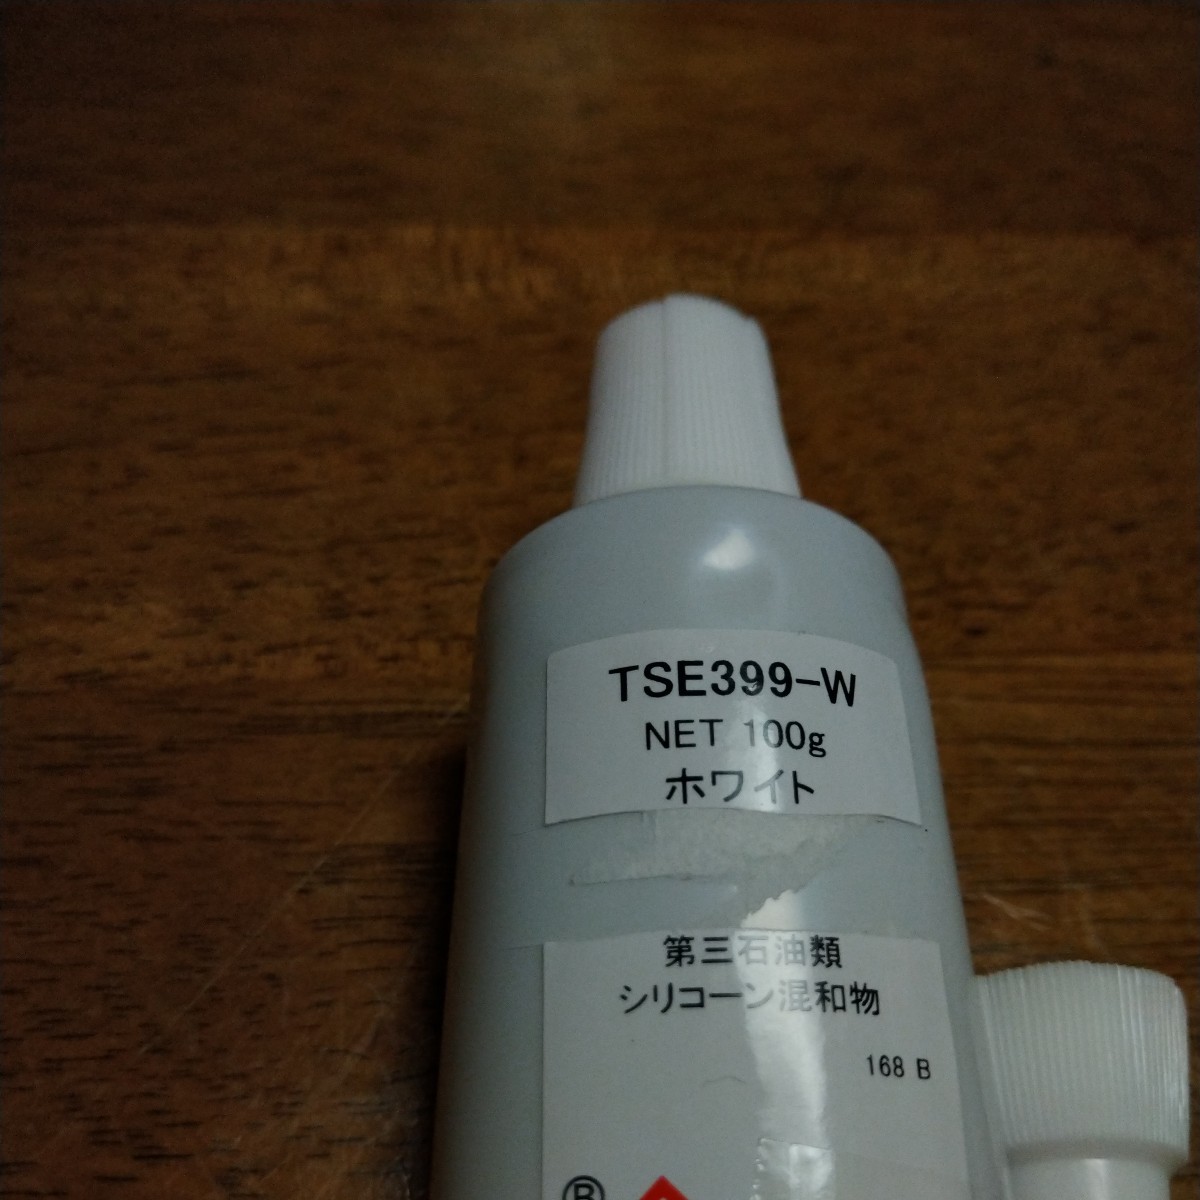 TSE399-W
NET 100g
ホワイト
第三石油類
シリコーン混和物
168 B
®